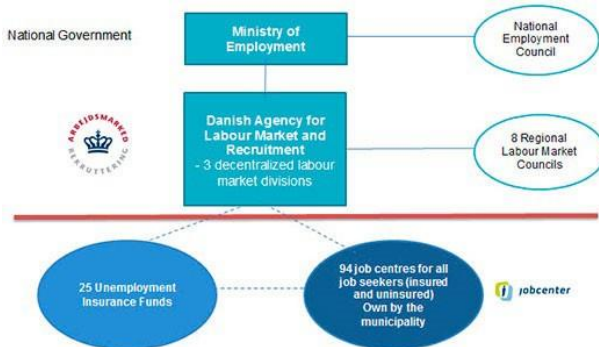 National Government
Ministry of
Employment
National
Employment
Council
ARBEJDSMARKED
REKRUTTERING
Danish Agency for
Labour Market and
Recruitment
- 3 decentralized labour
market divisions
8 Regional
Labour Market
Councils
25 Unemployment
Insurance Funds
94 job centres for all
job seekers (insured
and uninsured)
Own by the
municipality
jobcenter